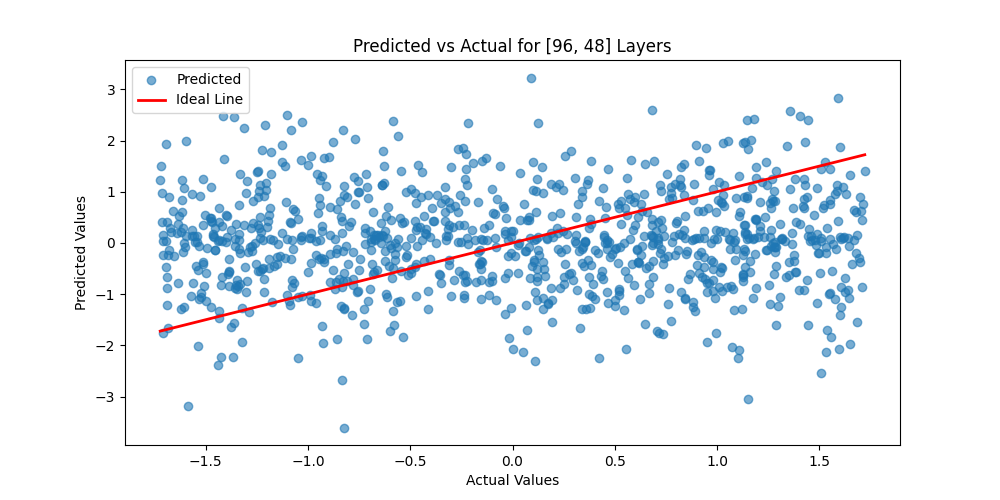 Predicted vs Actual for [96, 48] Layers
Predicted
Ideal Line
3
2
1
0
−1
−2
−3
Predicted Values
−1.5
−1.0
−0.5
0.0
0.5
1.0
1.5
Actual Values